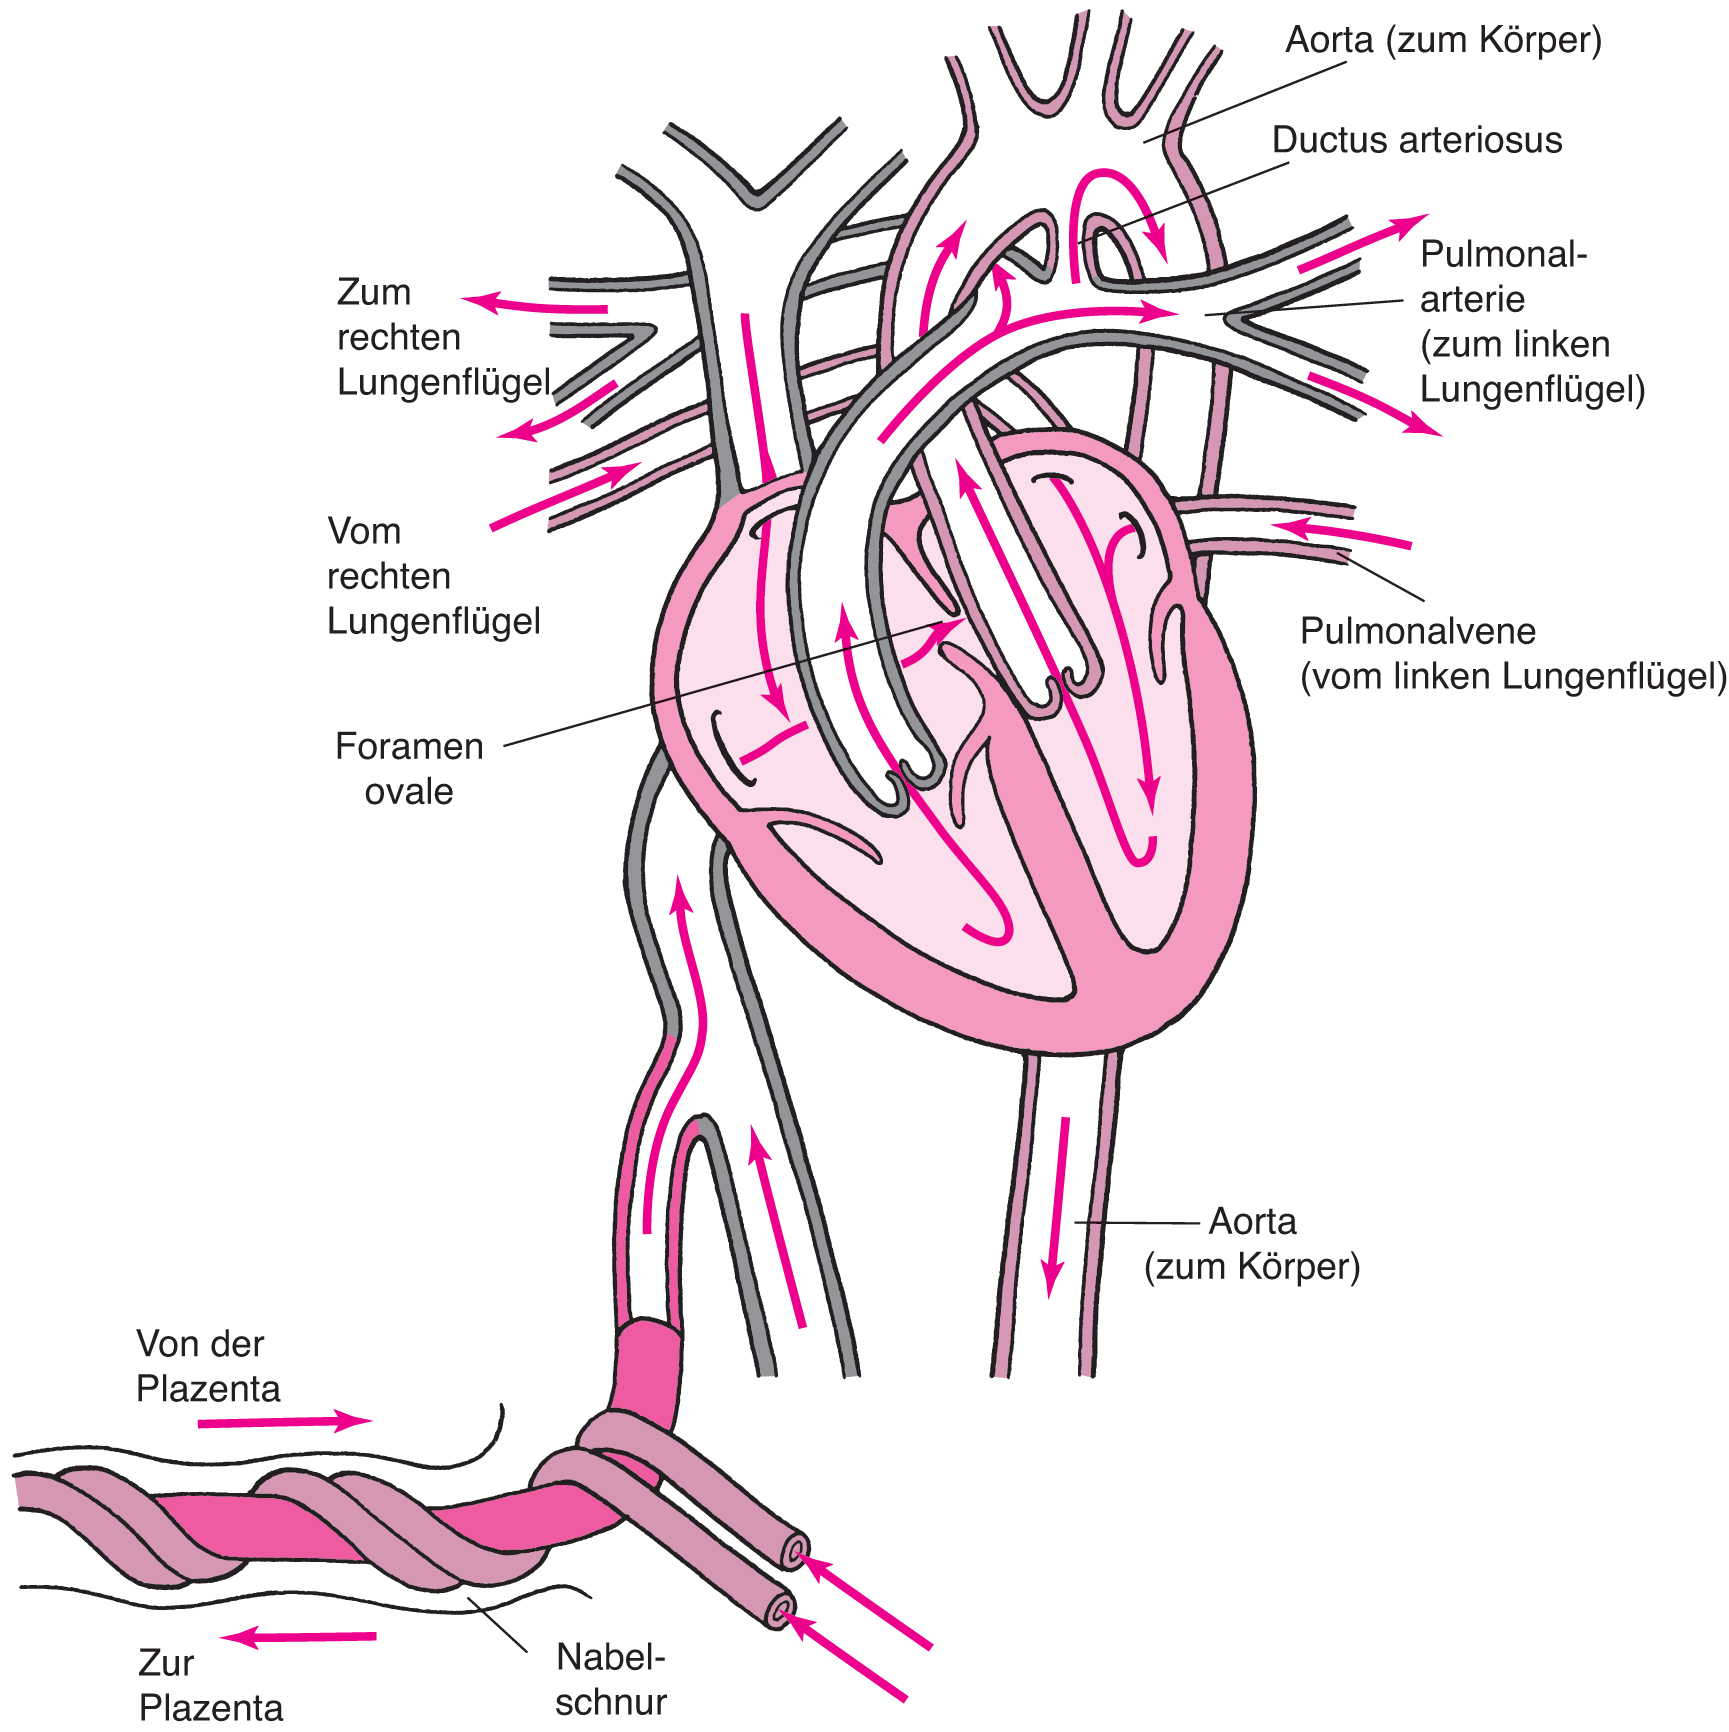 Aorta (zum Körper)
Ductus arteriosus
Pulmonal-
arterie
(zum linken
Lungenflügel)
Zum
rechten
Lungenflügel
Vom
rechten
Lungenflügel
Pulmonalvene
(vom linken Lungenflügel)
Foramen
ovale
Aorta
(zum Körper)
Von der
Plazenta
Zur
Plazenta
Nabel-
schnur